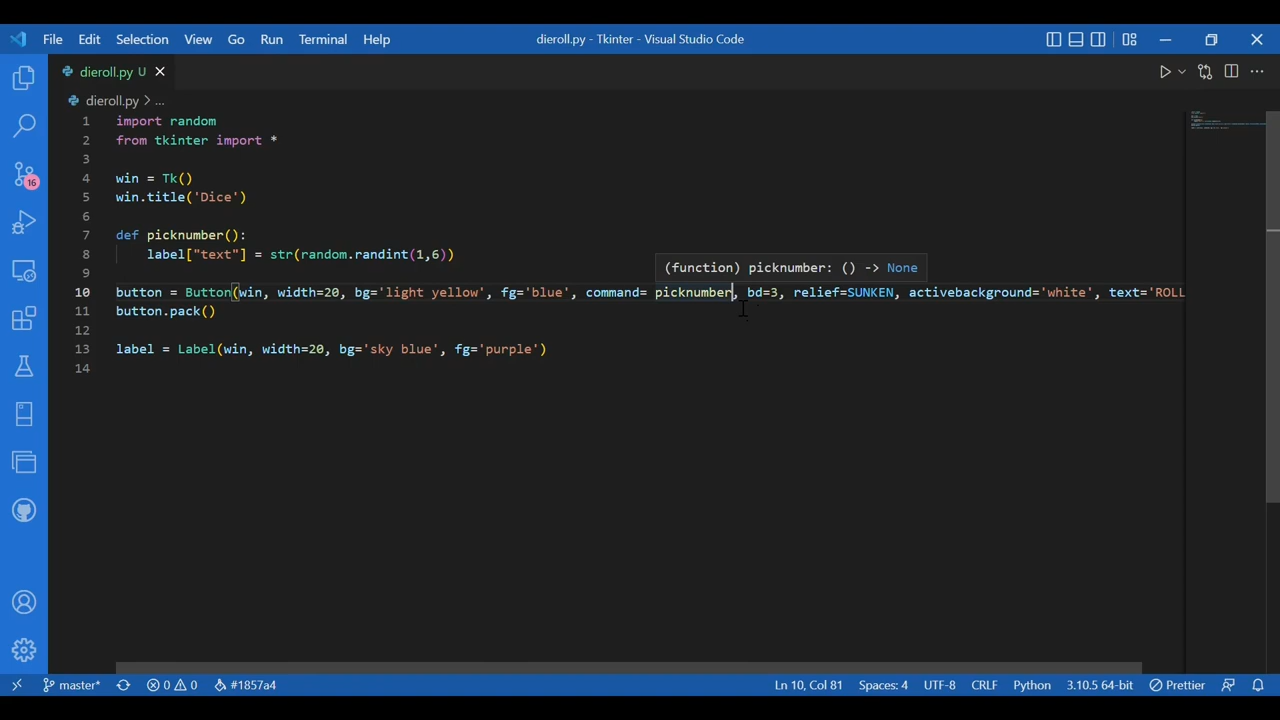 File Edit Selection View Go Run Terminal Help dieroll.py - Tkinter - Visual Studio Code
dieroll.py U
dieroll.py > ...
1 import random
2 from tkinter import *
3
4 win = Tk()
5 win.title('Dice')
6
7 def picknumber():
8 label["text"] = str(random.randint(1,6))
(function) picknumber: () -> None
9
10 button = Button(win, width=20, bg='light yellow', fg='blue', command= picknumber, bd=3, relief=SUNKEN, activebackground='white', text='ROLL
11 button.pack()
12
13 label = Label(win, width=20, bg='sky blue', fg='purple')
14
16
master* 0 0 #1857a4 Ln 10, Col 81 Spaces: 4 UTF-8 CRLF Python 3.10.5 64-bit Prettier